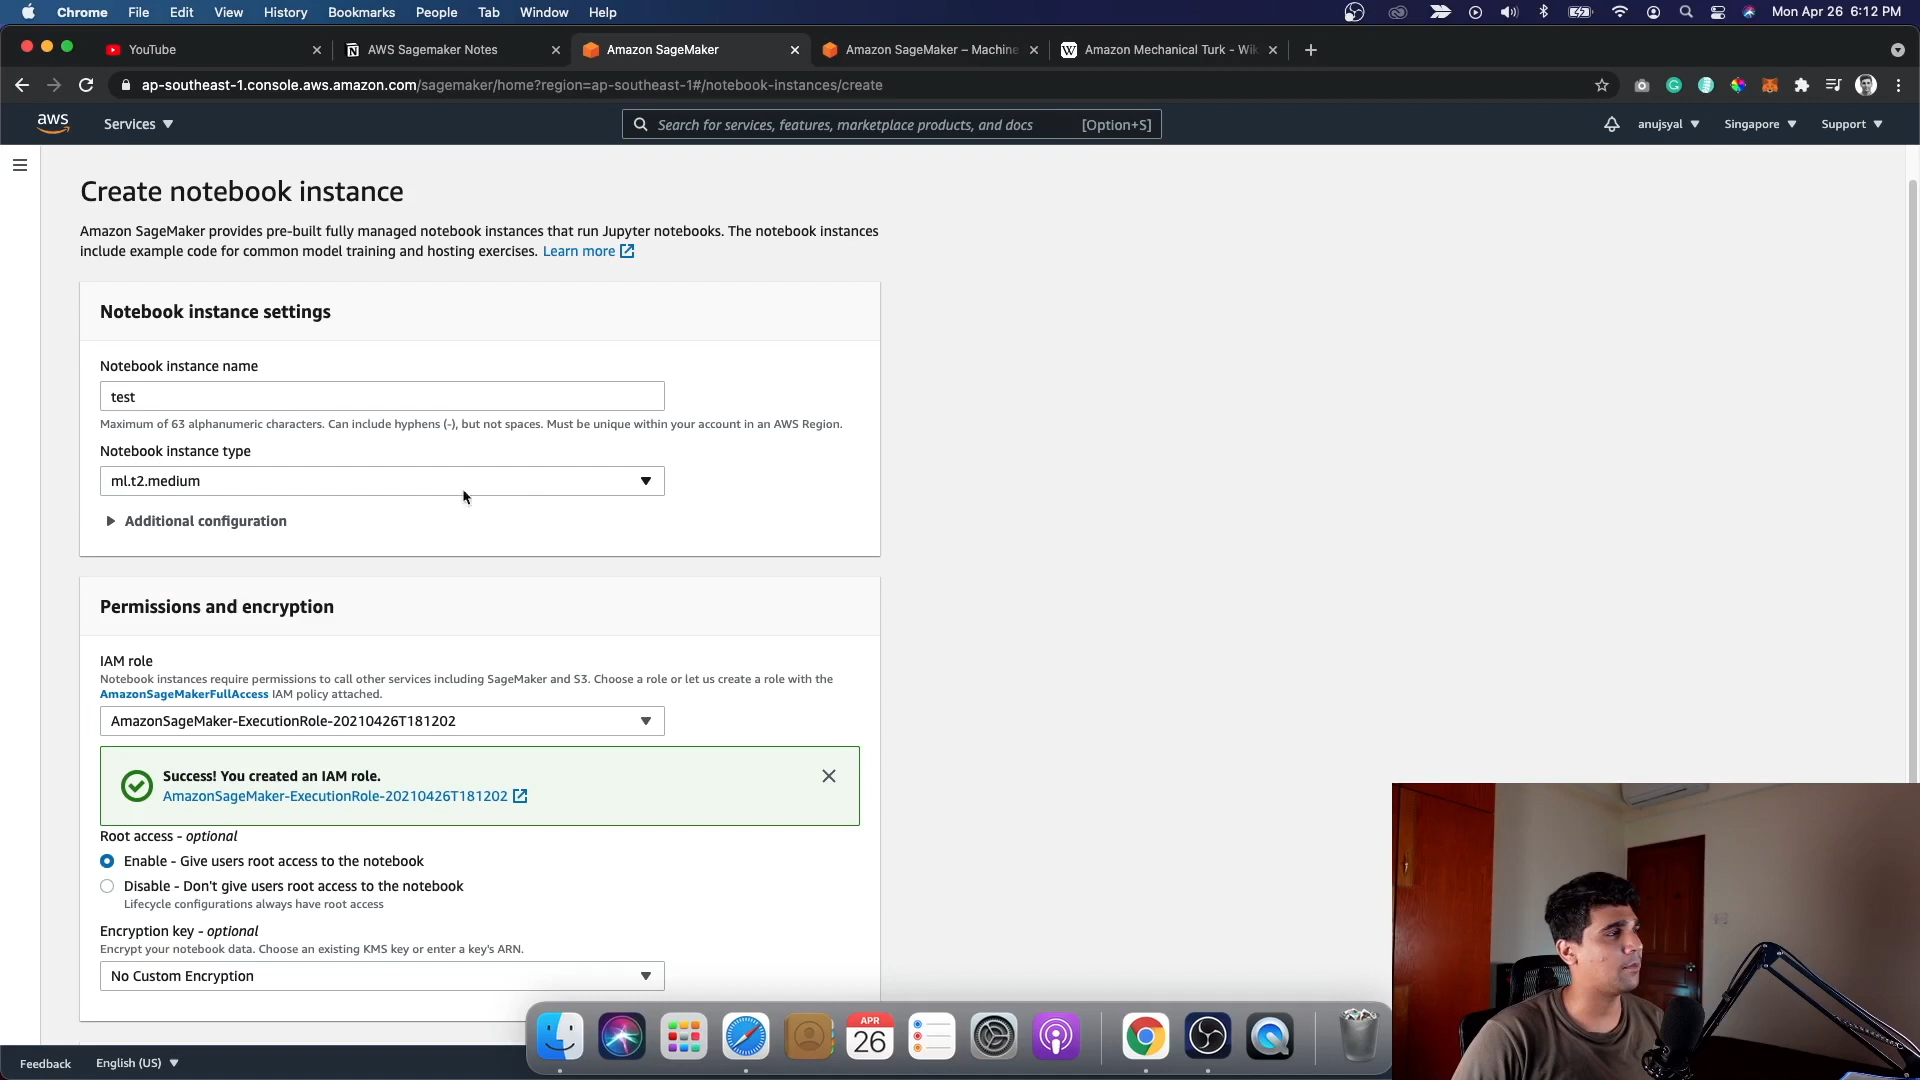 Chrome File Edit View History Bookmarks People Tab Window Help Mon Apr 26 6:12 PM
YouTube AWS Sagemaker Notes Amazon SageMaker Amazon SageMaker – Machine Amazon Mechanical Turk - Wik
ap-southeast-1.console.aws.amazon.com/sagemaker/home?region=ap-southeast-1#/notebook-instances/create
aws Services Search for services, features, marketplace products, and docs [Option+S] anujsyal Singapore Support
Create notebook instance
Amazon SageMaker provides pre-built fully managed notebook instances that run Jupyter notebooks. The notebook instances
include example code for common model training and hosting exercises. Learn more
Notebook instance settings
Notebook instance name
test
Maximum of 63 alphanumeric characters. Can include hyphens (-), but not spaces. Must be unique within your account in an AWS Region.
Notebook instance type
ml.t2.medium
Additional configuration
Permissions and encryption
IAM role
Notebook instances require permissions to call other services including SageMaker and S3. Choose a role or let us create a role with the
AmazonSageMakerFullAccess IAM policy attached.
AmazonSageMaker-ExecutionRole-20210426T181202
Success! You created an IAM role.
AmazonSageMaker-ExecutionRole-20210426T181202
Root access - optional
Enable - Give users root access to the notebook
Disable - Don't give users root access to the notebook
Lifecycle configurations always have root access
Encryption key - optional
Encrypt your notebook data. Choose an existing KMS key or enter a key's ARN.
No Custom Encryption
APR
26
Feedback English (US)